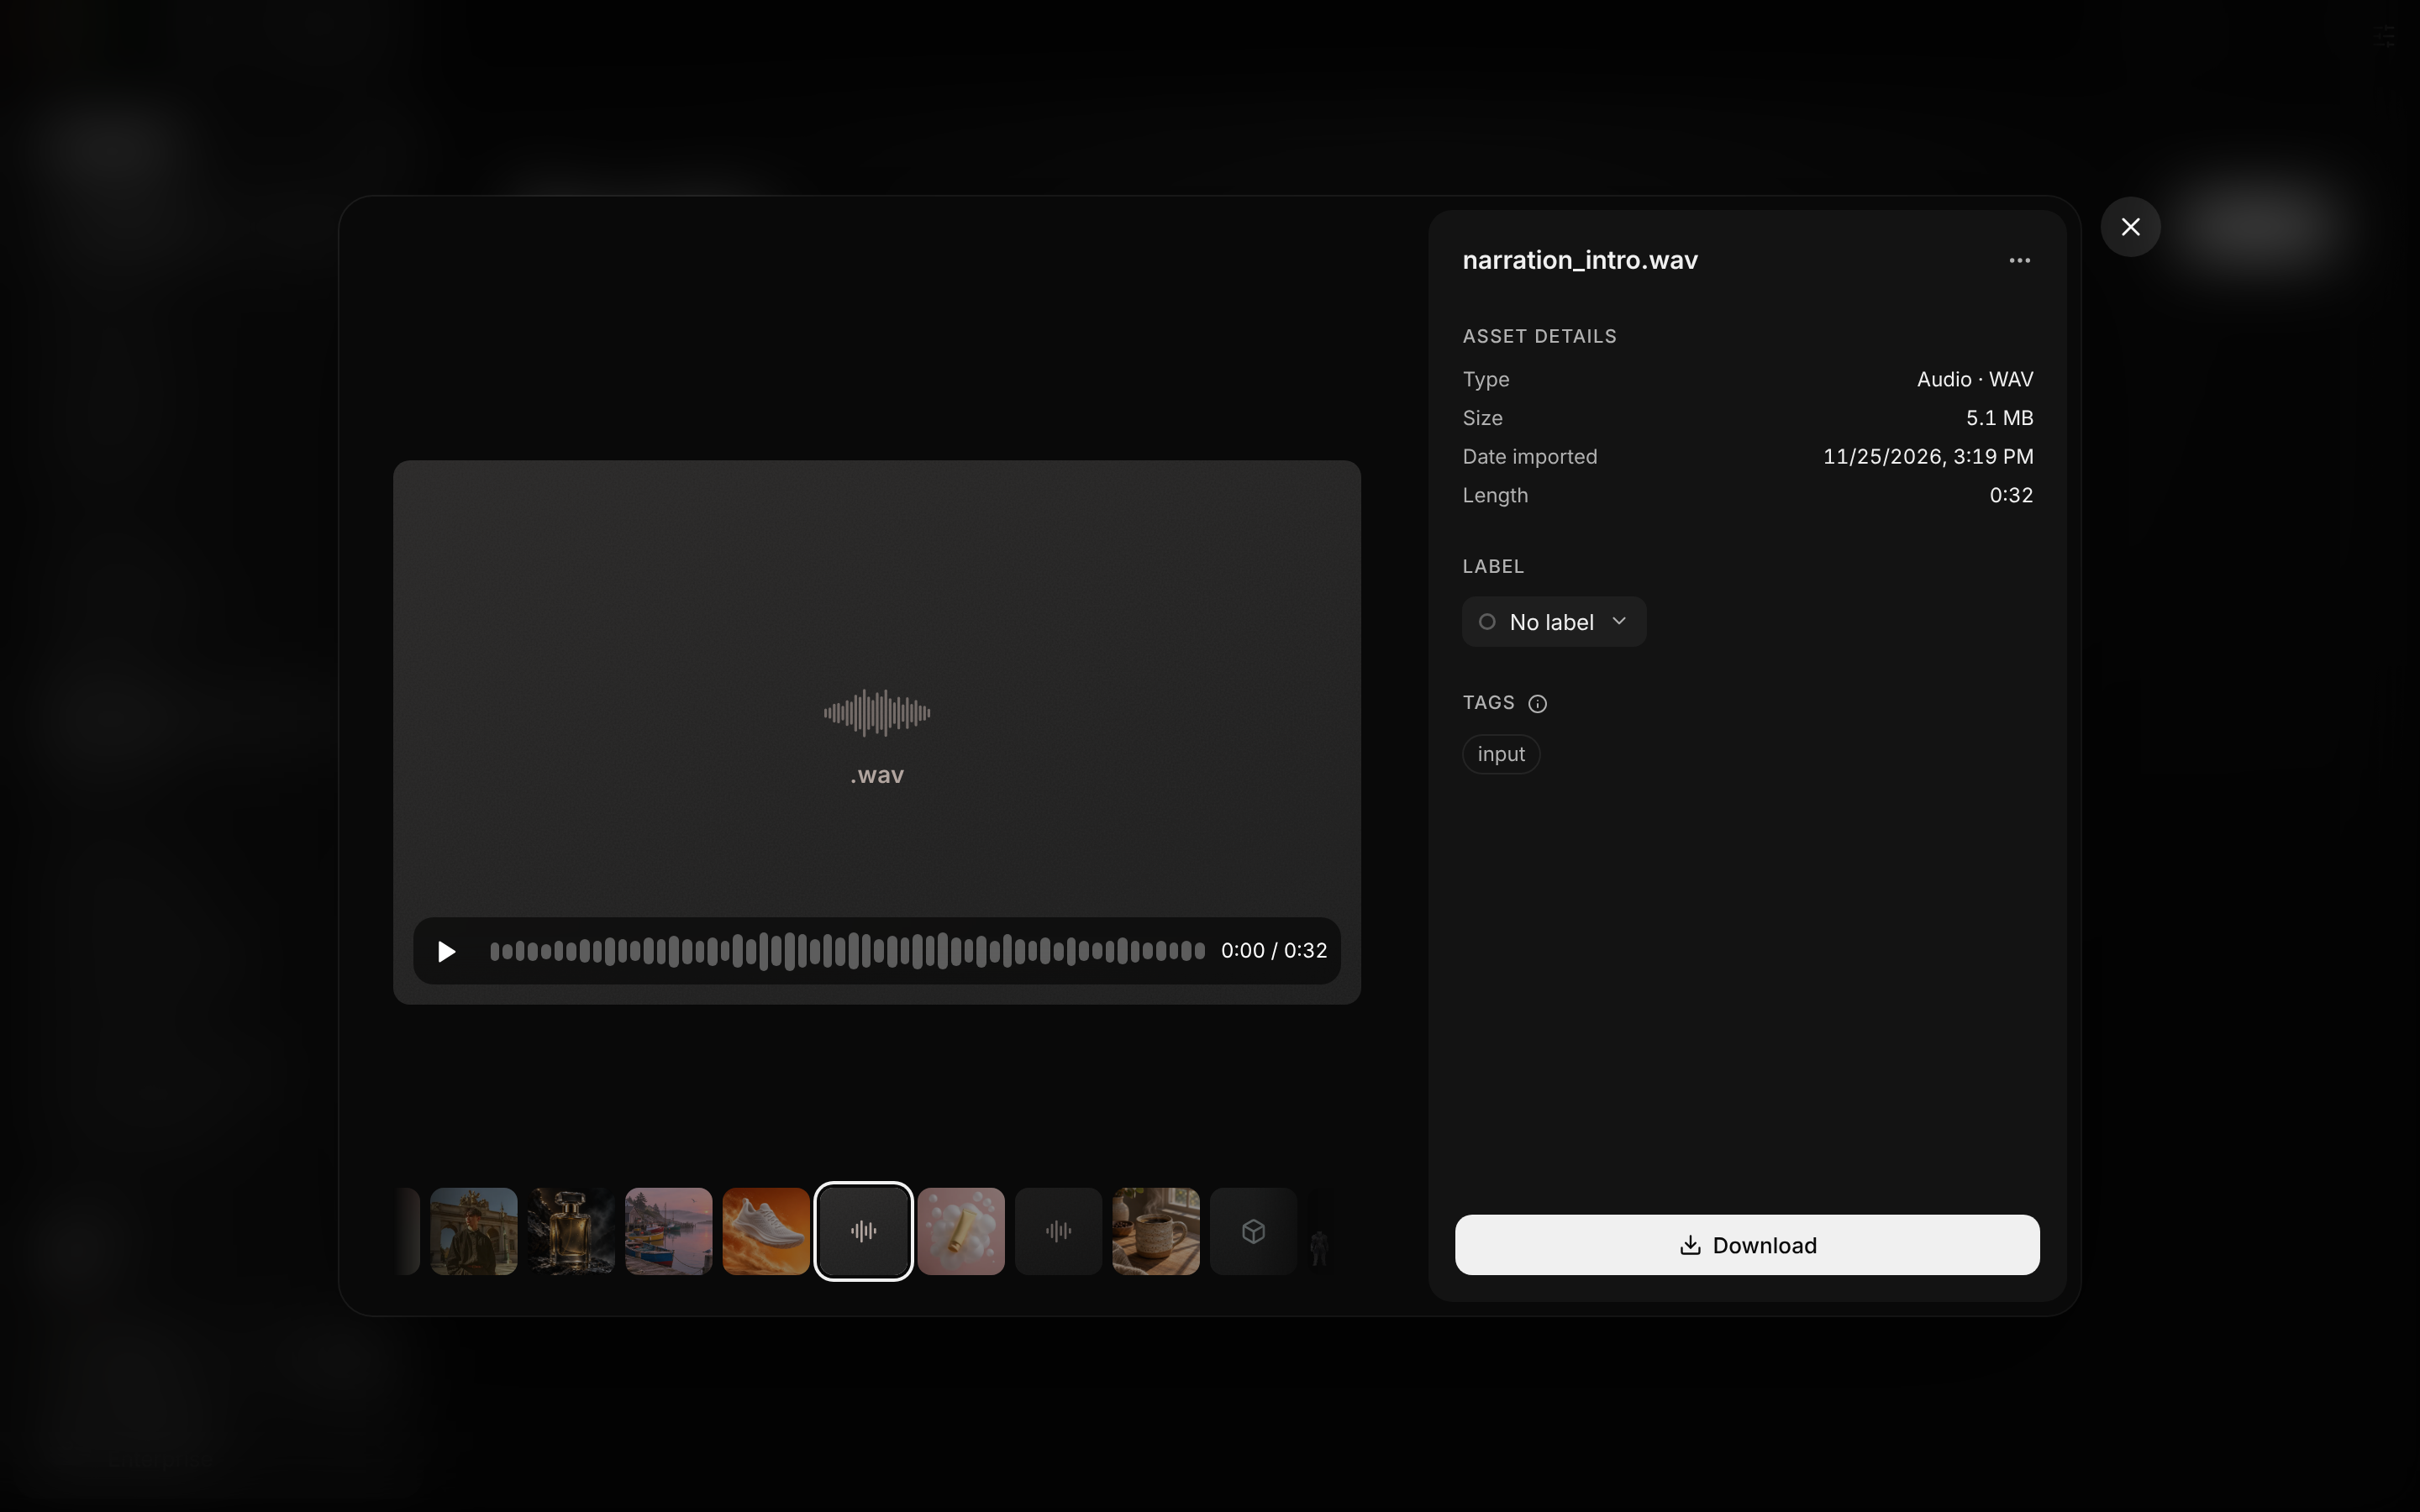 narration_intro.wav
ASSET DETAILS
Type Audio · WAV
Size 5.1 MB
Date imported 11/25/2026, 3:19 PM
Length 0:32
LABEL
No label
TAGS
input
.wav
0:00 / 0:32
Download